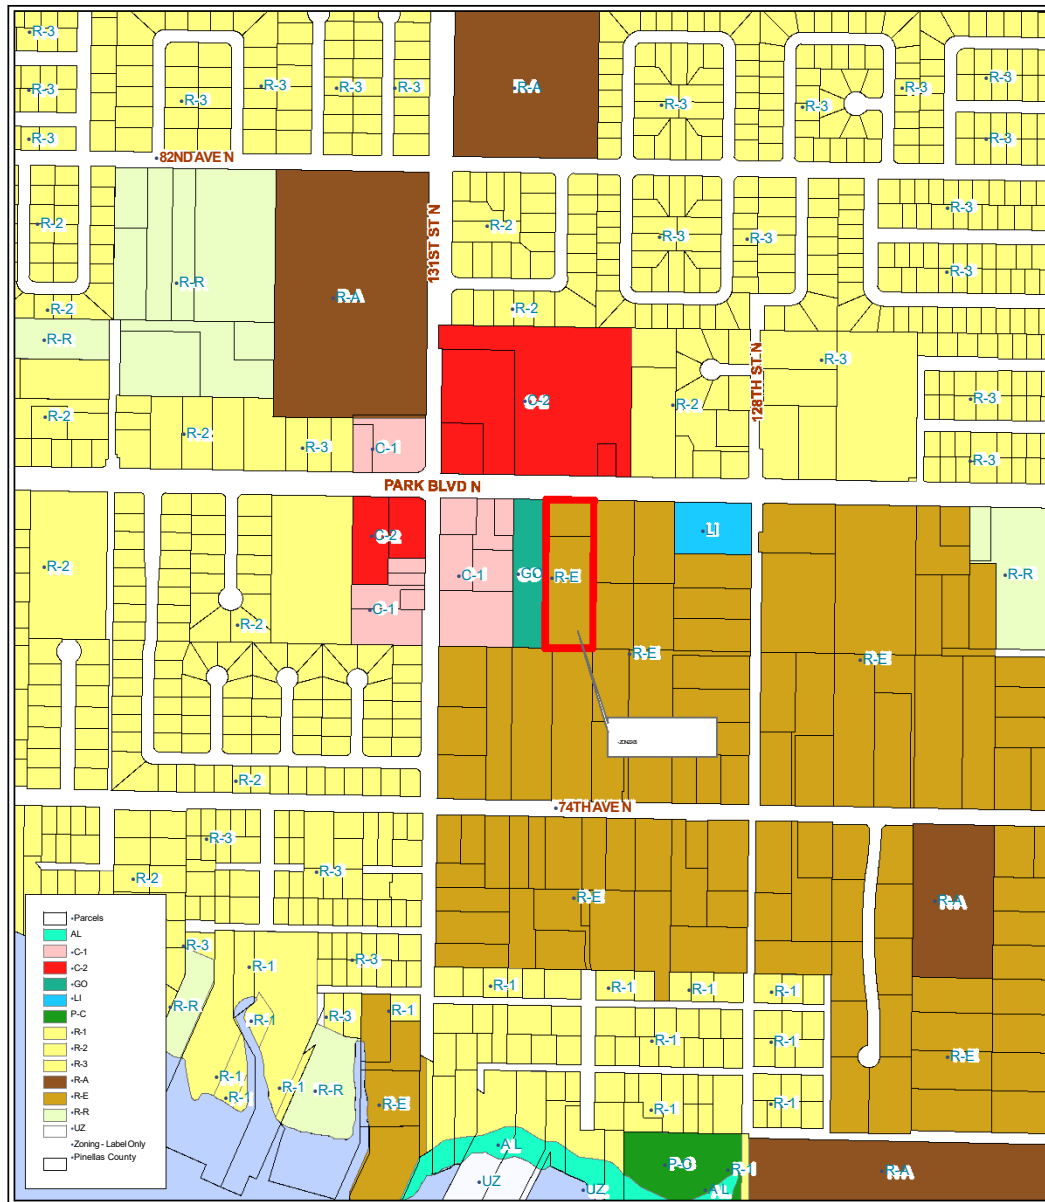 R-3
R-3
R-3
R-3
R-3
R-3
R-3
R-A
R-3
R-3
R-3
R-3
R-3
82ND AVE N
R-2
R-R
R-A
131ST ST N
R-2
R-3
R-3
R-3
R-3
R-2
R-R
R-2
R-2
R-2
R-3
C-1
C-2
R-2
128TH ST N
R-3
R-3
R-3
PARK BLVD N
R-2
R-2
C-2
C-1
C-1
GO
R-E
LI
R-E
R-E
R-R
R-2
74TH AVE N
R-3
R-2
R-3
R-E
R-A
Parcels
AL
C-1
C-2
GO
LI
P-C
R-1
R-2
R-3
R-A
R-E
R-R
UZ
Zoning - Label Only
Pinellas County
R-3
R-1
R-3
R-R
R-1
R-3
R-1
R-1
R-1
R-1
R-R
R-E
R-1
R-1
R-1
R-1
R-1
R-1
R-E
R-1
R-1
AL
UZ
UZ
P-C
R-1
AL
R-A